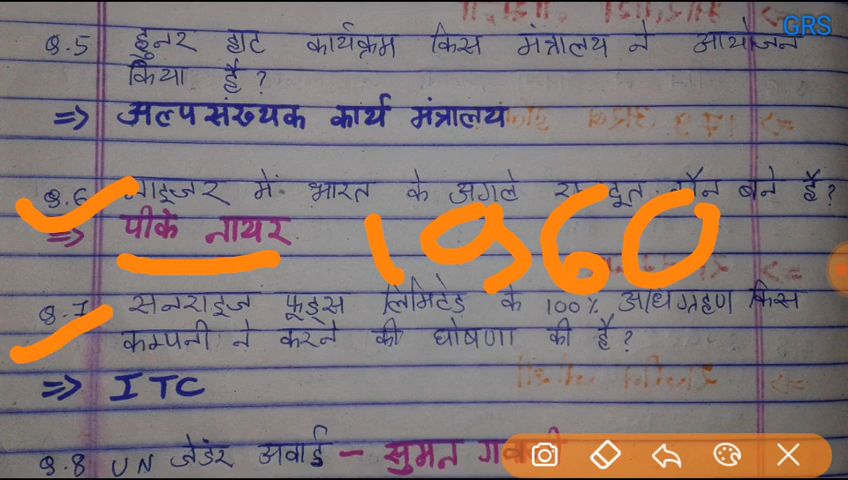 GRS
Q.5 हुनर हाट कार्यक्रम किस मंत्रालय ने आयोजन
किया है?
=> अल्पसंख्यक कार्य मंत्रालय
Q.6 नाइजर में भारत के अगले राजदूत कौन बने है?
=> पीके नायर
1960
Q.7 सनराइज फूड्स लिमिटेड के 100% अधिग्रहण किस
कम्पनी ने करने की घोषणा की है?
=> ITC
Q.8 UN जेंडर अवार्ड - सुमन